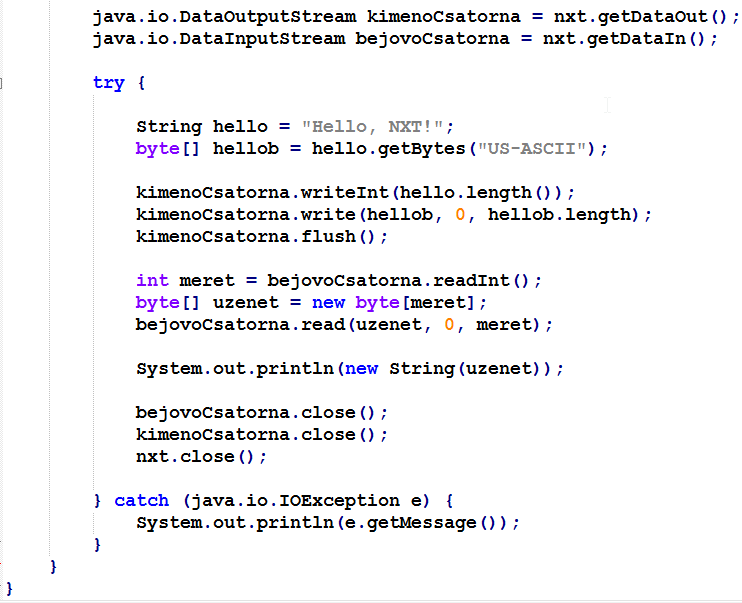 java.io.DataOutputStream kimenoCsatorna = nxt.getDataOut();
java.io.DataInputStream bejovoCsatorna = nxt.getDataIn();
try {
String hello = "Hello, NXT!";
byte[] hellob = hello.getBytes("US-ASCII");
kimenoCsatorna.writeInt(hello.length());
kimenoCsatorna.write(hellob, 0, hellob.length);
kimenoCsatorna.flush();
int meret = bejovoCsatorna.readInt();
byte[] uzenet = new byte[meret];
bejovoCsatorna.read(uzenet, 0, meret);
System.out.println(new String(uzenet));
bejovoCsatorna.close();
kimenoCsatorna.close();
nxt.close();
} catch (java.io.IOException e) {
System.out.println(e.getMessage());
}
}
}